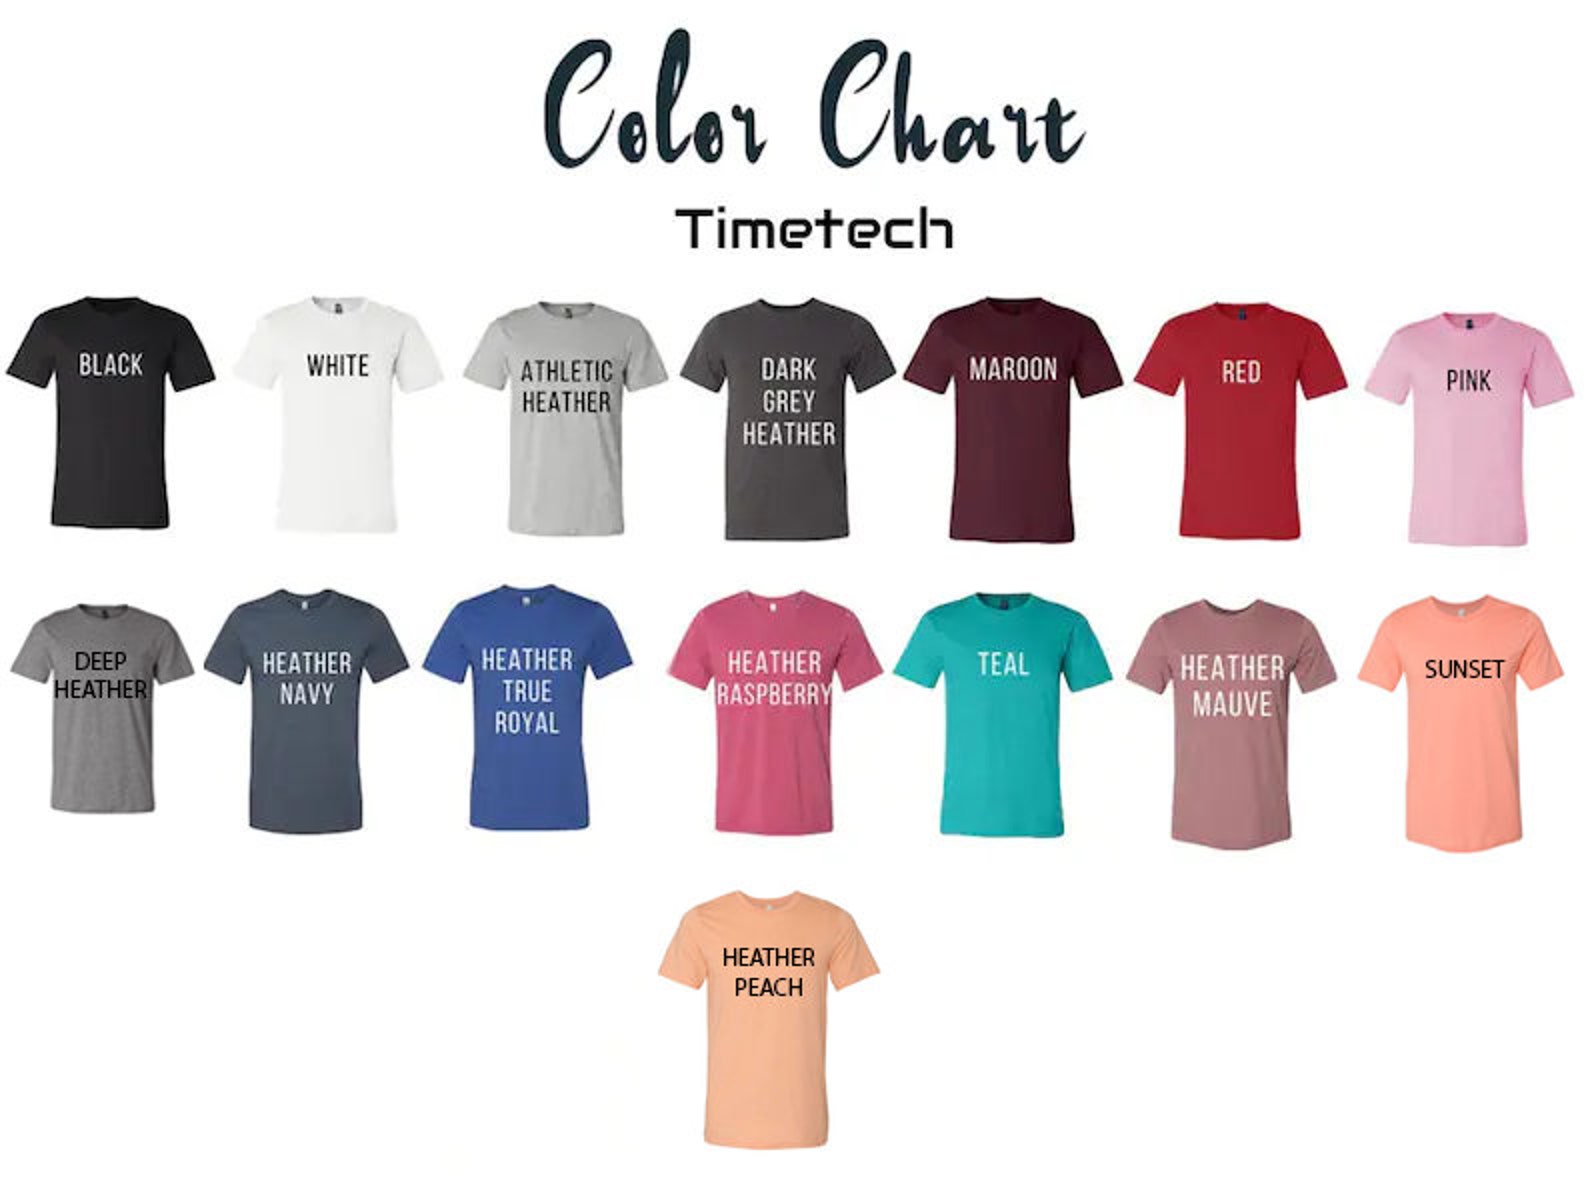 Color Chart
Timetech
BLACK
WHITE
ATHLETIC
HEATHER
DARK
GREY
HEATHER
MAROON
RED
PINK
DEEP
HEATHER
HEATHER
NAVY
HEATHER
TRUE
ROYAL
HEATHER
RASPBERRY
TEAL
HEATHER
MAUVE
SUNSET
HEATHER
PEACH